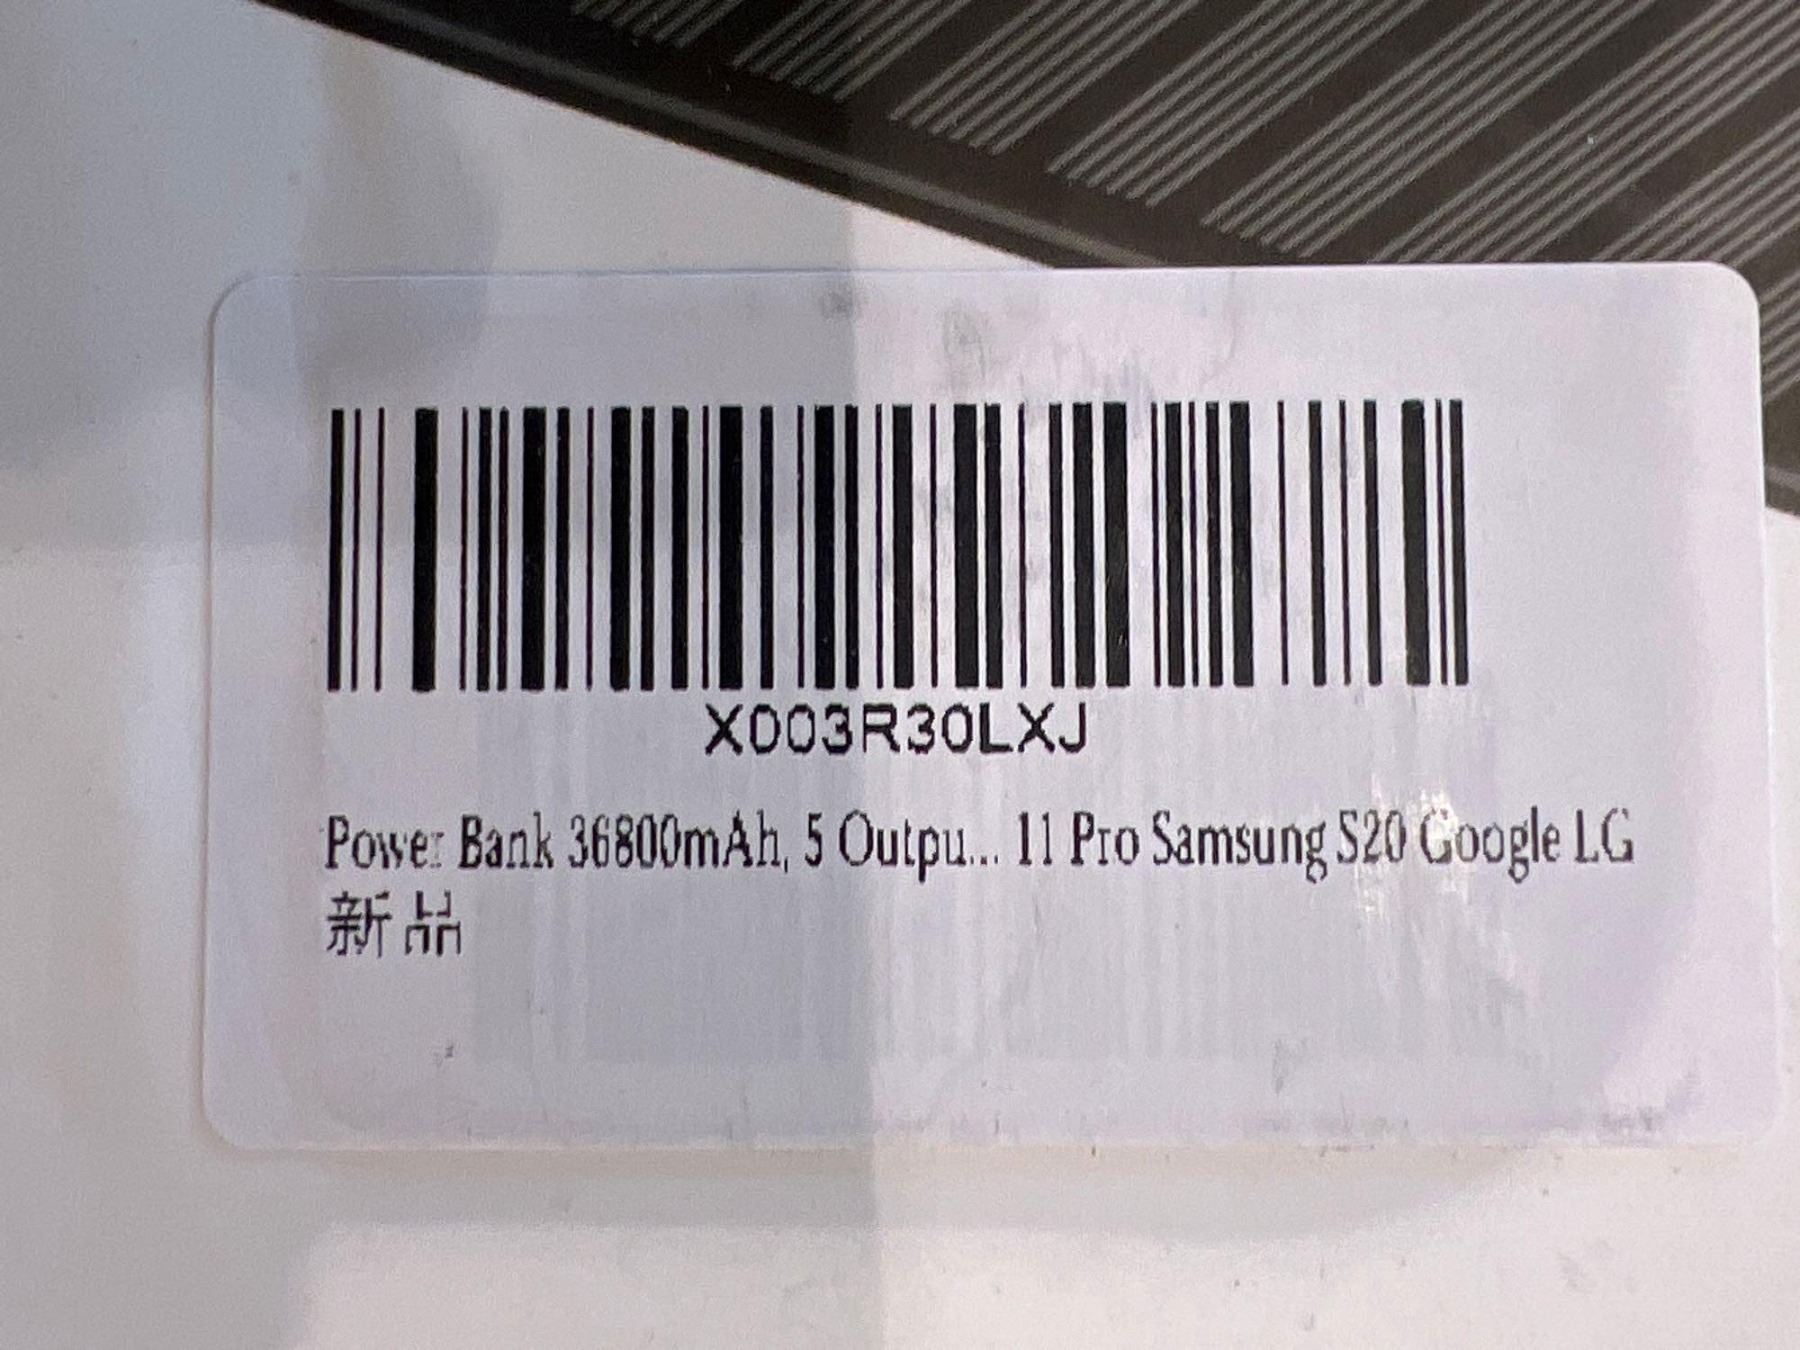 X003R30LXJ
Power Bank 36800mAh, 5 Outpu... 11 Pro Samsung S20 Google LG
新品